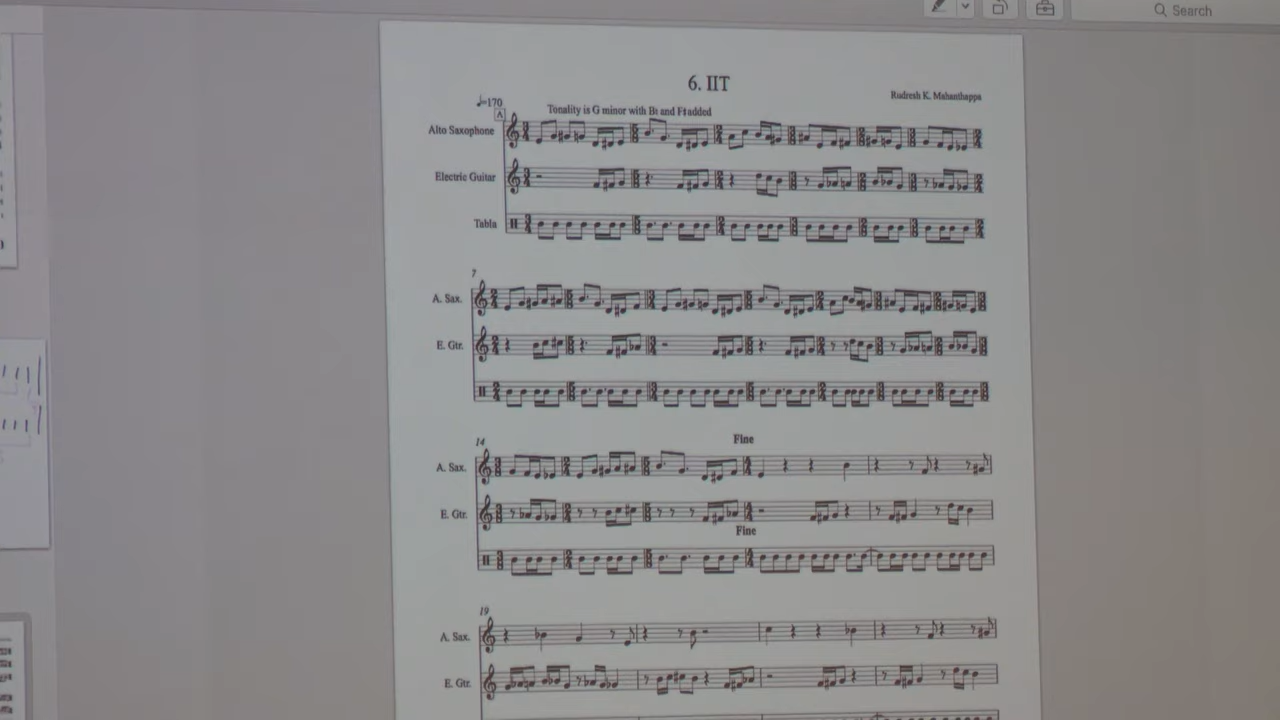 Search
6. IIT
Rudresh K. Mahanthappa
♩=170
A
Tonality is G minor with B♮ and F♯ added
Alto Saxophone
Electric Guitar
Tabla
7
A. Sax.
E. Gtr.
14
Fine
A. Sax.
E. Gtr.
Fine
19
A. Sax.
E. Gtr.